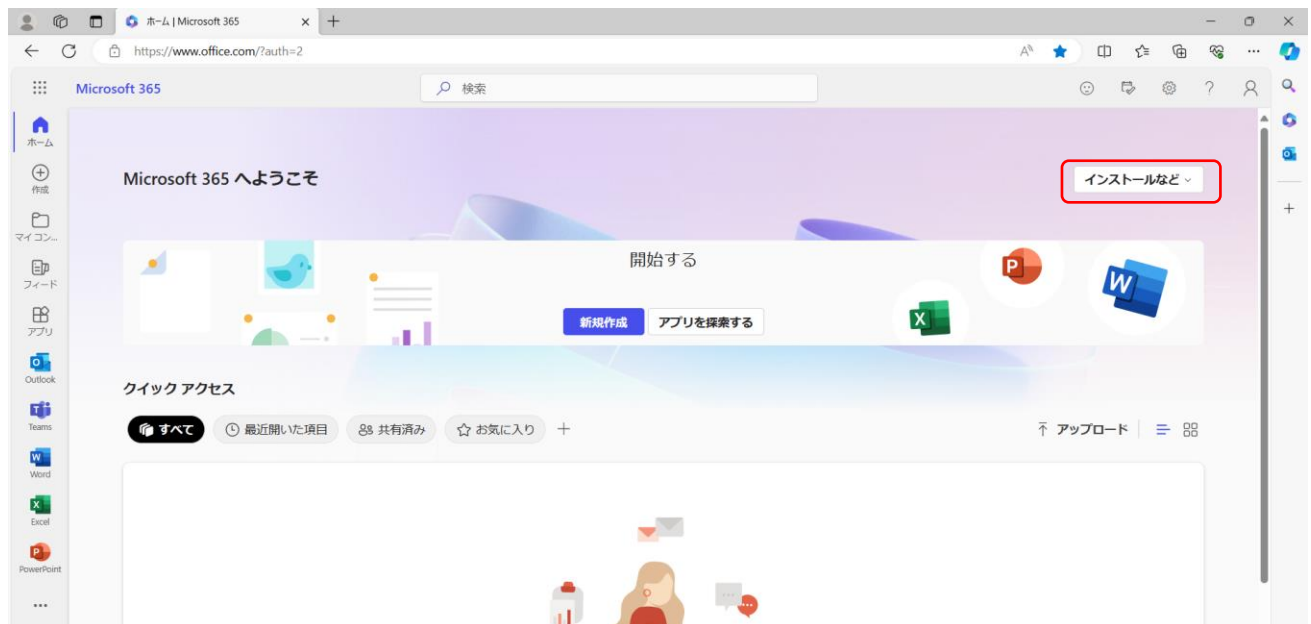 ホーム | Microsoft 365
https://www.office.com/?auth=2
Microsoft 365
検索
ホーム
作成
マイ コン...
フィード
アプリ
Outlook
Teams
Word
Excel
PowerPoint
Microsoft 365 へようこそ
インストールなど
開始する
新規作成
アプリを探索する
クイック アクセス
すべて
最近開いた項目
共有済み
お気に入り
アップロード